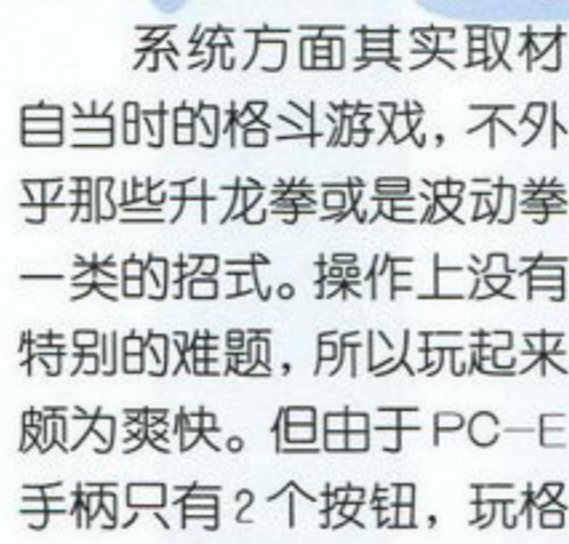 系统方面其实取材
自当时的格斗游戏，不外
乎那些升龙拳或是波动拳
一类的招式。操作上没有
特别的难题，所以玩起来
颇为爽快。但由于PC-E
手柄只有2个按钮，玩格